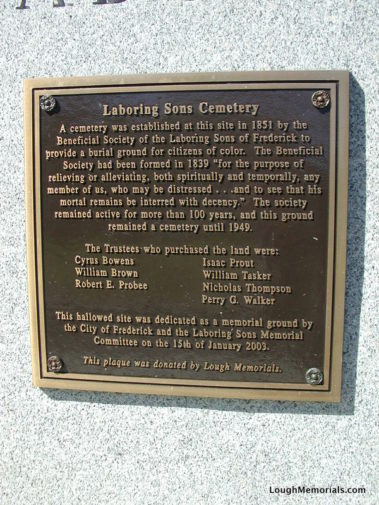 Laboring Sons Cemetery
A cemetery was established at this site in 1851 by the
Beneficial Society of the Laboring Sons of Frederick to
provide a burial ground for citizens of color. The Beneficial
Society had been formed in 1839 "for the purpose of
relieving or alleviating, both spiritually and temporally, any
member of us, who may be distressed . . .and to see that his
mortal remains be interred with decency." The society
remained active for more than 100 years, and this ground
remained a cemetery until 1949.
The Trustees who purchased the land were:
Cyrus Bowens Isaac Prout
William Brown William Tasker
Robert E. Probee Nicholas Thompson
Perry G. Walker
This hallowed site was dedicated as a memorial ground by
the City of Frederick and the Laboring Sons Memorial
Committee on the 15th of January 2003.
This plaque was donated by Lough Memorials.
LoughMemorials.com